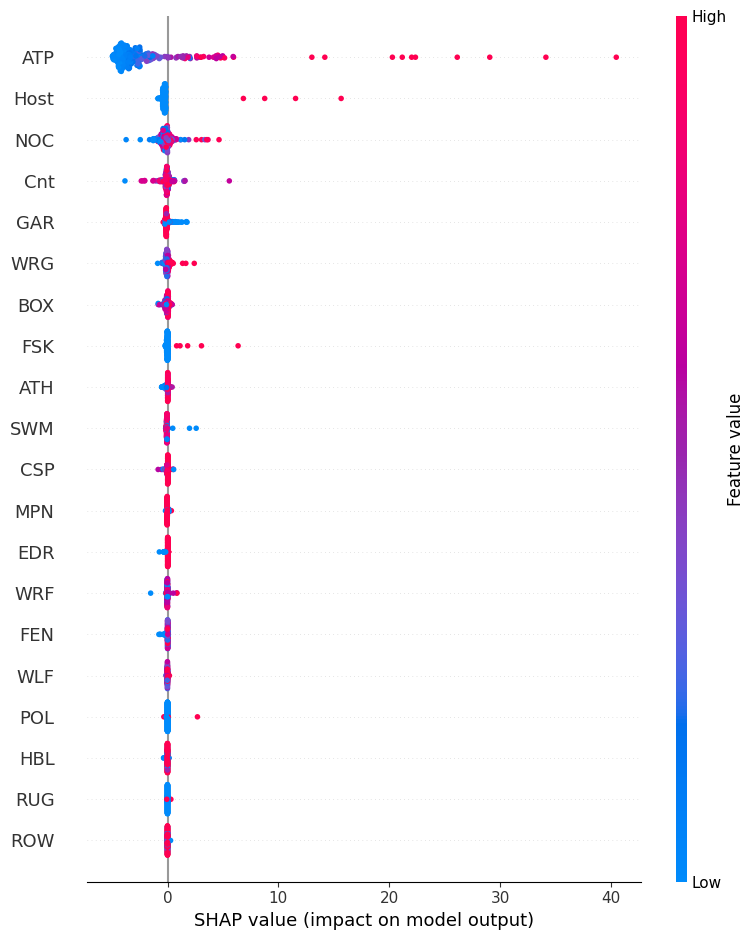 High
ATP
Host
NOC
Cnt
GAR
WRG
BOX
FSK
ATH
SWM
CSP
MPN
EDR
WRF
FEN
WLF
POL
HBL
RUG
ROW
Feature value
Low
0 10 20 30 40
SHAP value (impact on model output)